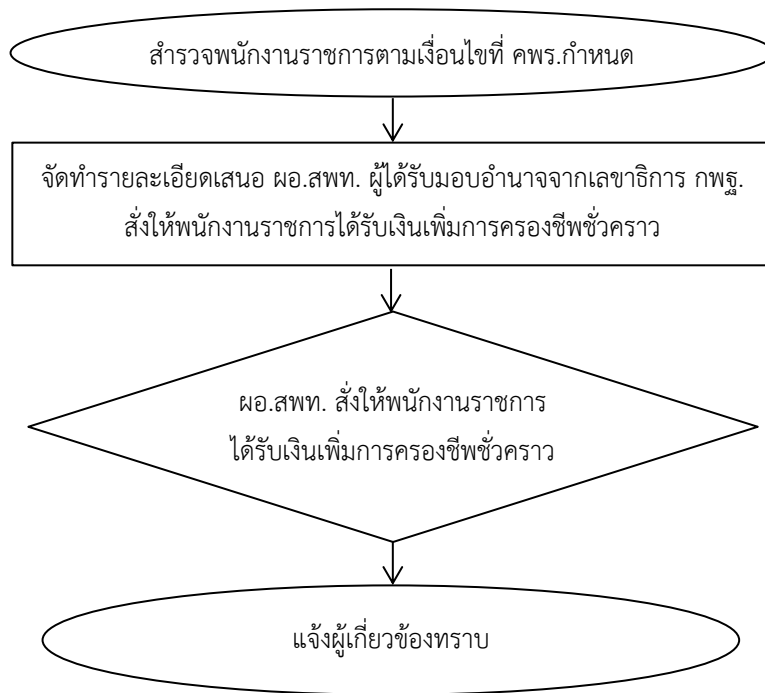 สำรวจพนักงานราชการตามเงื่อนไขที่ คพร.กำหนด
จัดทำรายละเอียดเสนอ ผอ.สพท. ผู้ได้รับมอบอำนาจจากเลขาธิการ กพฐ.
สั่งให้พนักงานราชการได้รับเงินเพิ่มการครองชีพชั่วคราว
ผอ.สพท. สั่งให้พนักงานราชการ
ได้รับเงินเพิ่มการครองชีพชั่วคราว
แจ้งผู้เกี่ยวข้องทราบ